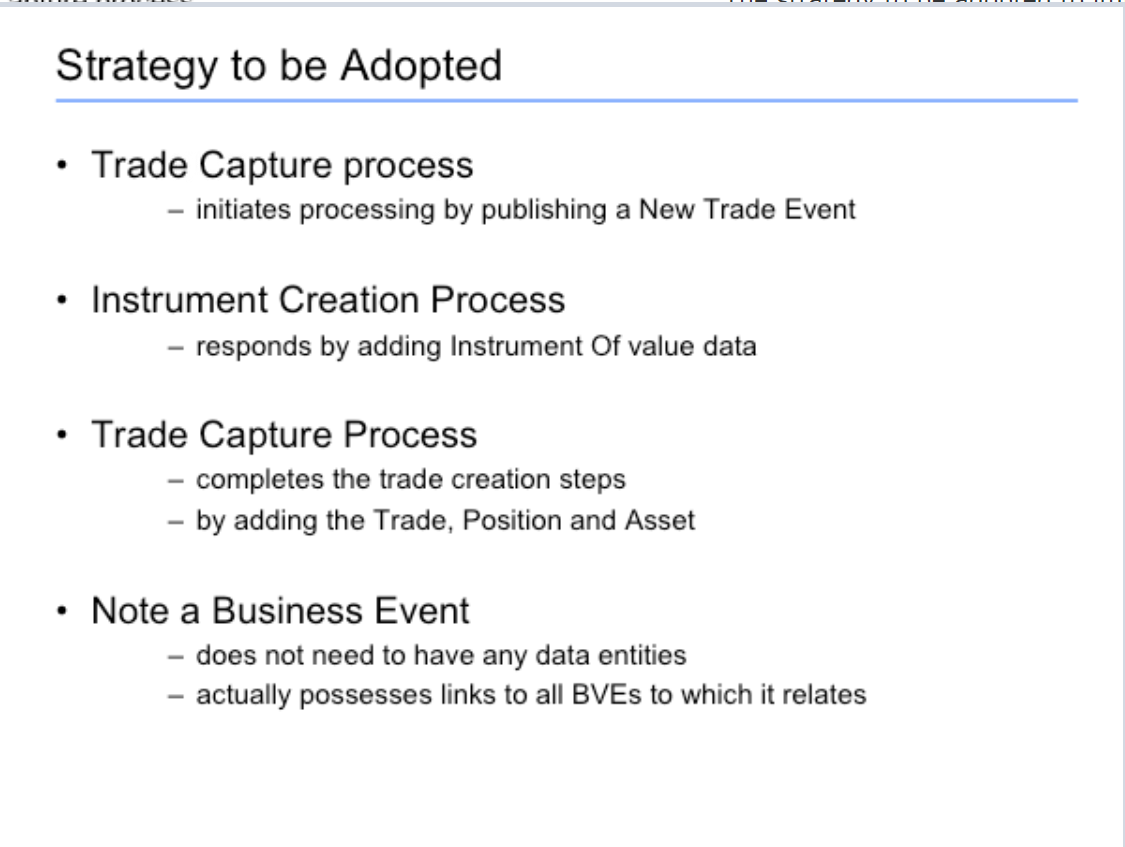 Strategy to be Adopted
• Trade Capture process
– initiates processing by publishing a New Trade Event
• Instrument Creation Process
– responds by adding Instrument Of value data
• Trade Capture Process
– completes the trade creation steps
– by adding the Trade, Position and Asset
• Note a Business Event
– does not need to have any data entities
– actually possesses links to all BVEs to which it relates